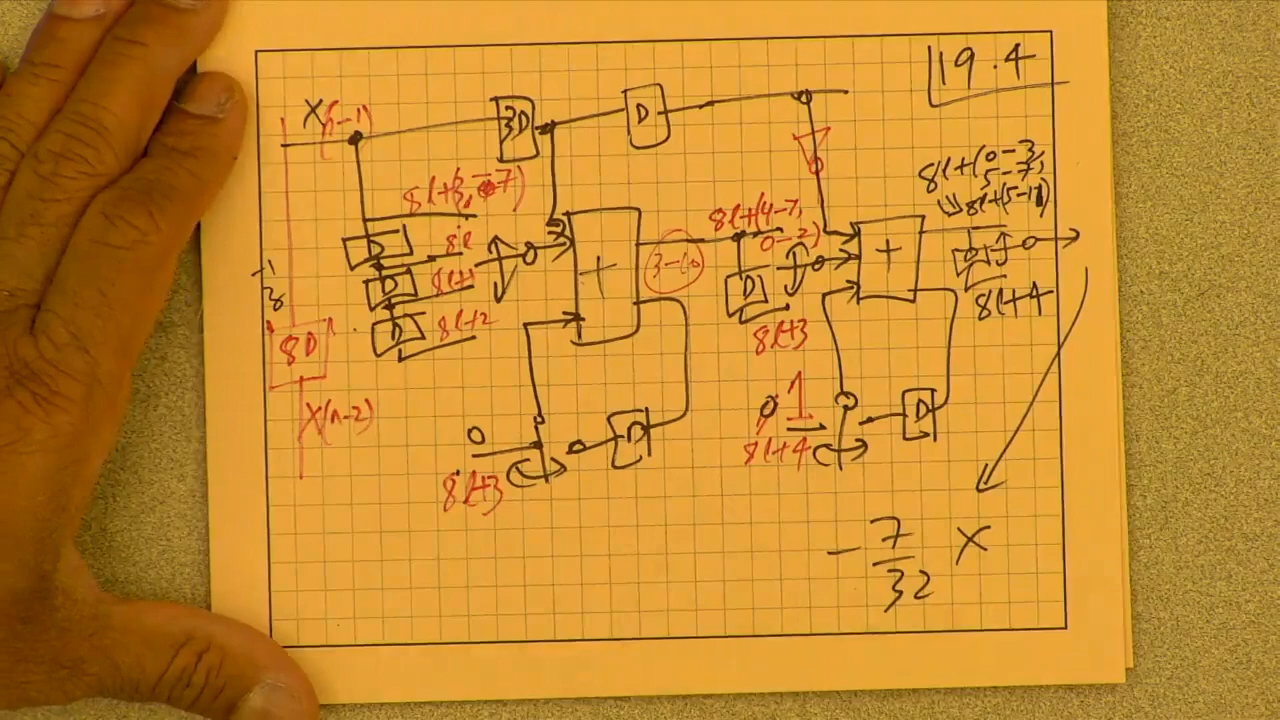 19.4
X(n-1)
3D
D
8l+(3,-7)
D
8l
D
8l+1
D
8l+2
+
3-10
8l+(4-7,
0-2)
D
8l+3
+
8l+(0-3,
5-7,
8l+(5-11)
D
8l+4
8D
X(n-2)
0
8l+3
D
0 1
8l+4
D
- 7/32 X